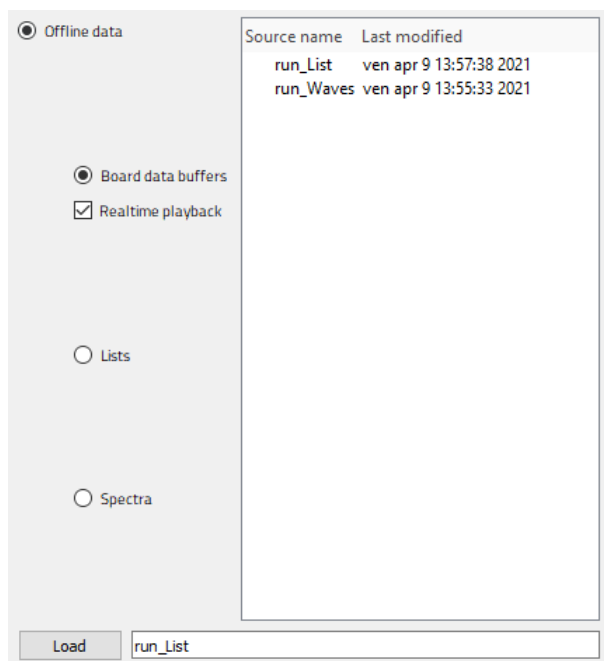 Offline data
Source name Last modified
run_List ven apr 9 13:57:38 2021
run_Waves ven apr 9 13:55:33 2021
Board data buffers
Realtime playback
Lists
Spectra
Load run_List